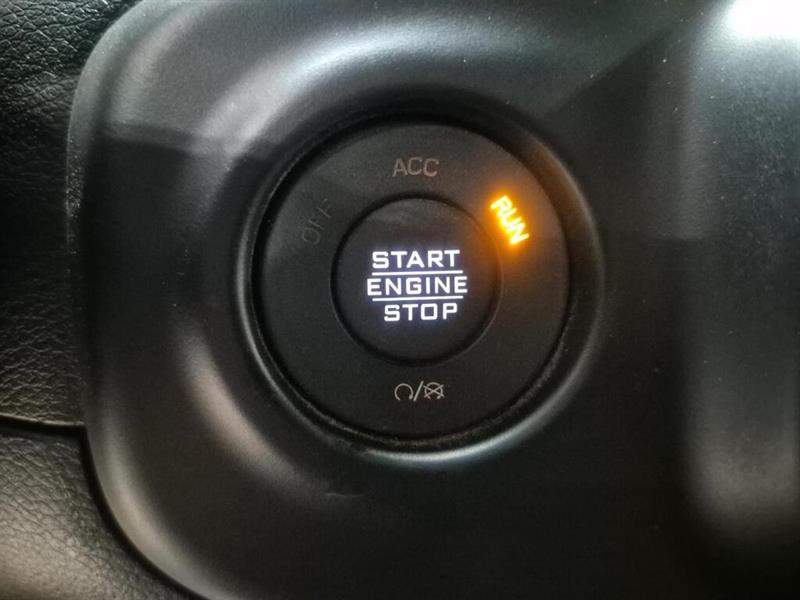 ACC
OFF
RUN
START
ENGINE
STOP